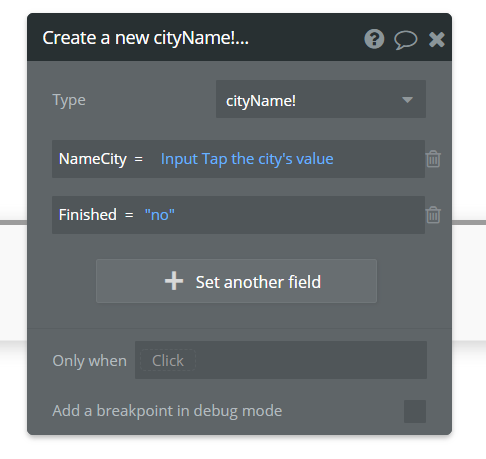 Create a new cityName!...
Type cityName!
NameCity = Input Tap the city's value
Finished = "no"
Set another field
Only when Click
Add a breakpoint in debug mode